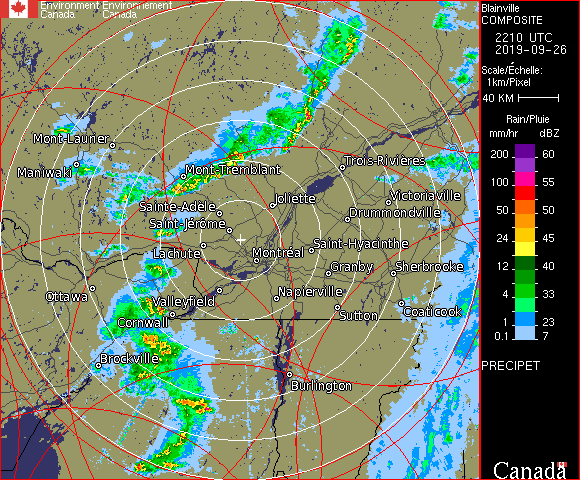 Environment Environnement
Canada Canada
Blainville
COMPOSITE
2210 UTC
2019-09-26
Scale/Échelle:
1km/Pixel
40 KM
Rain/Pluie
mm/hr dBZ
200 60
100 55
50 50
24 45
12 40
4 33
1 23
0.1 7
PRECIPET
Canada
Mont-Laurier
Maniwaki
Mont-Tremblant
Trois-Rivières
Sainte-Adèle
Joliette
Victoriaville
Saint-Jérôme
Drummondville
Lachute
Montréal
Saint-Hyacinthe
Granby
Sherbrooke
Ottawa
Valleyfield
Napierville
Cornwall
Sutton
Coaticook
Brockville
Burlington